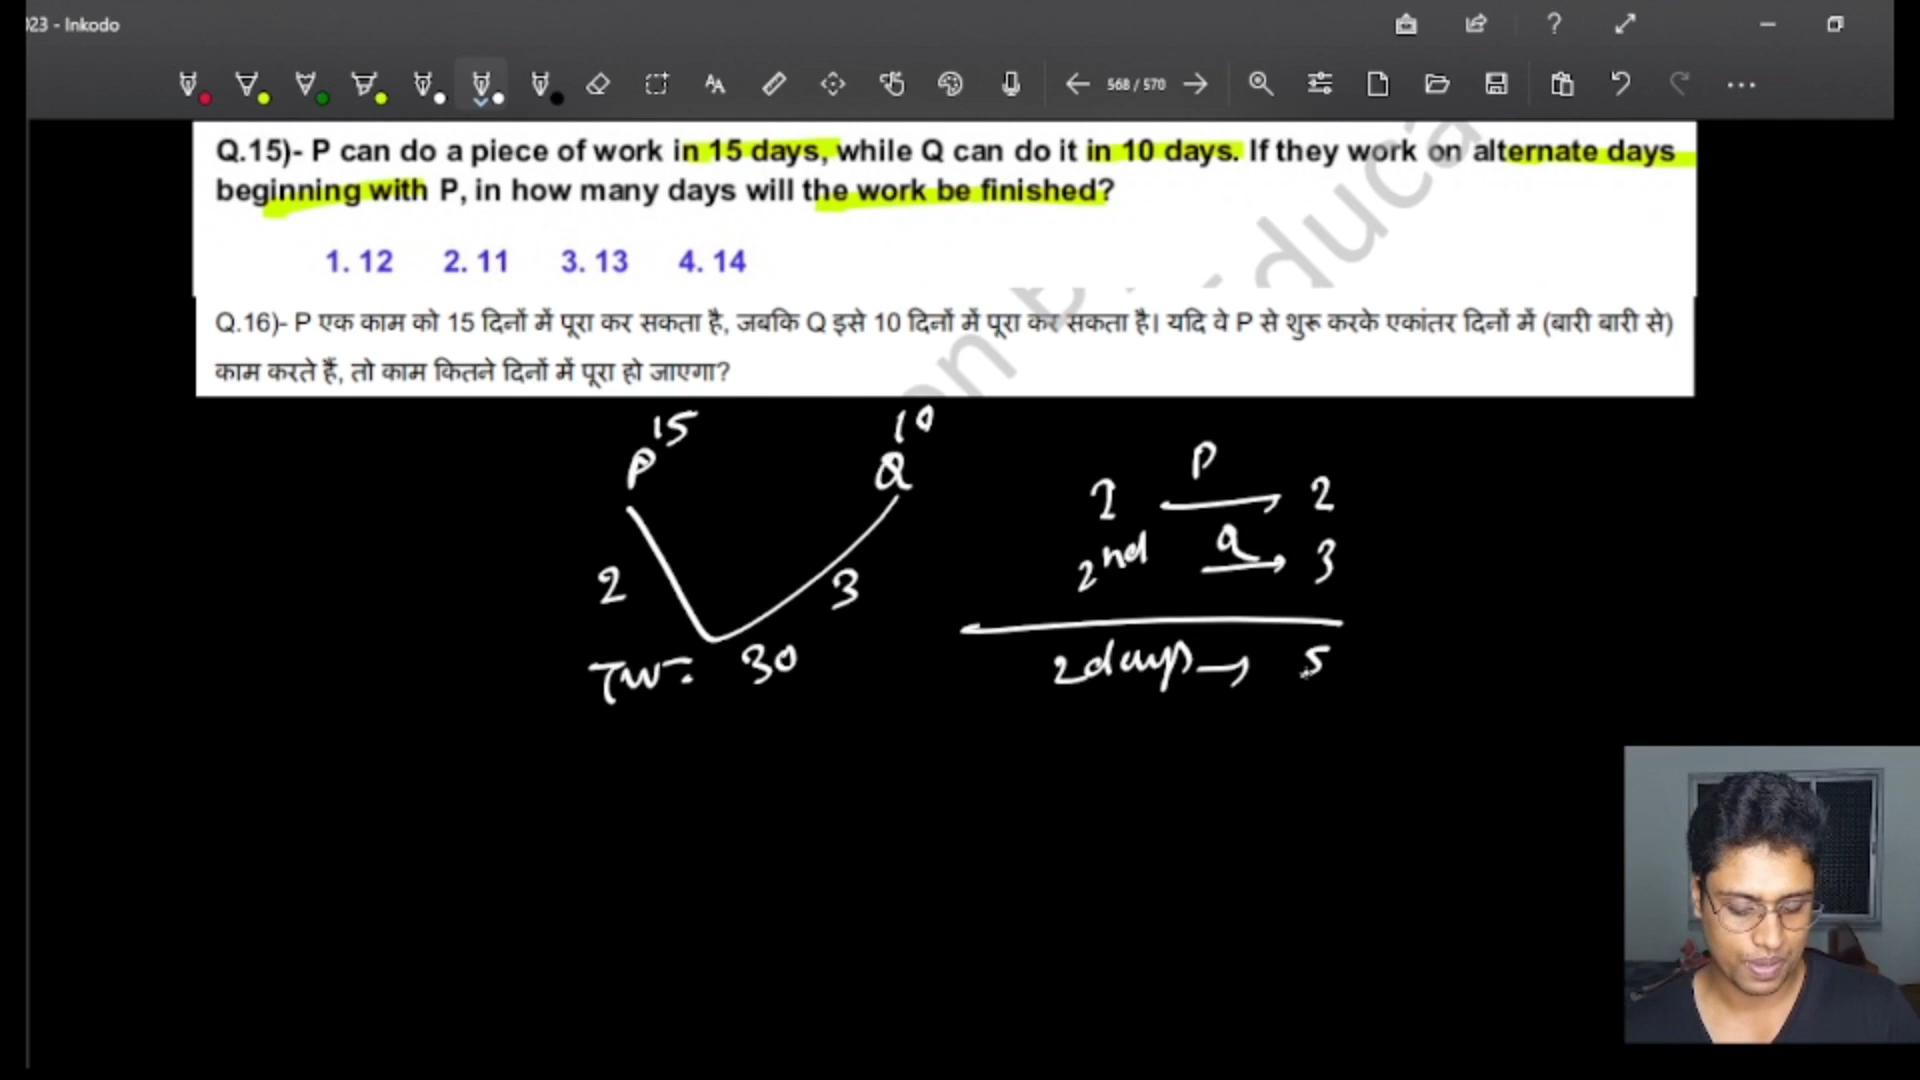 023 - Inkodo
568 / 570
Q.15)- P can do a piece of work in 15 days, while Q can do it in 10 days. If they work on alternate days
beginning with P, in how many days will the work be finished?
1. 12 2. 11 3. 13 4. 14
Q.16)- P एक काम को 15 दिनों में पूरा कर सकता है, जबकि Q इसे 10 दिनों में पूरा कर सकता है। यदि वे P से शुरू करके एकांतर दिनों में (बारी बारी से)
काम करते हैं, तो काम कितने दिनों में पूरा हो जाएगा?
15 10
P Q
P
2
2nd Q 3
2 3
TW = 30
2days → 5